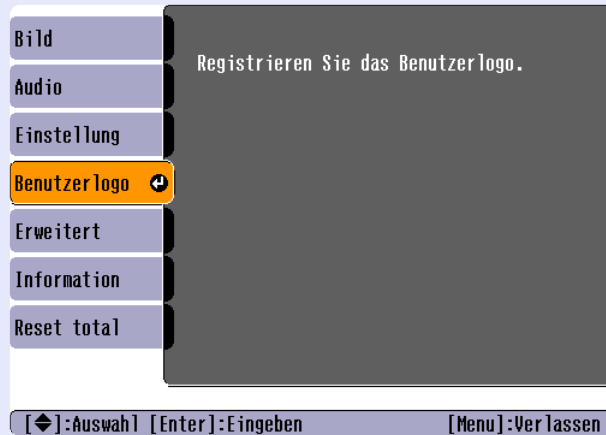 Bild
Audio
Einstellung
Benutzerlogo
Erweitert
Information
Reset total
Registrieren Sie das Benutzerlogo.
[◆]:Auswahl [Enter]:Eingeben [Menu]:Verlassen